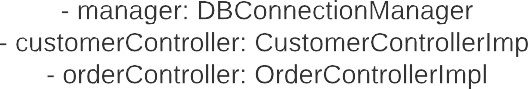 - manager: DBConnectionManager
- customerController: CustomerControllerImp
- orderController: OrderControllerImpl